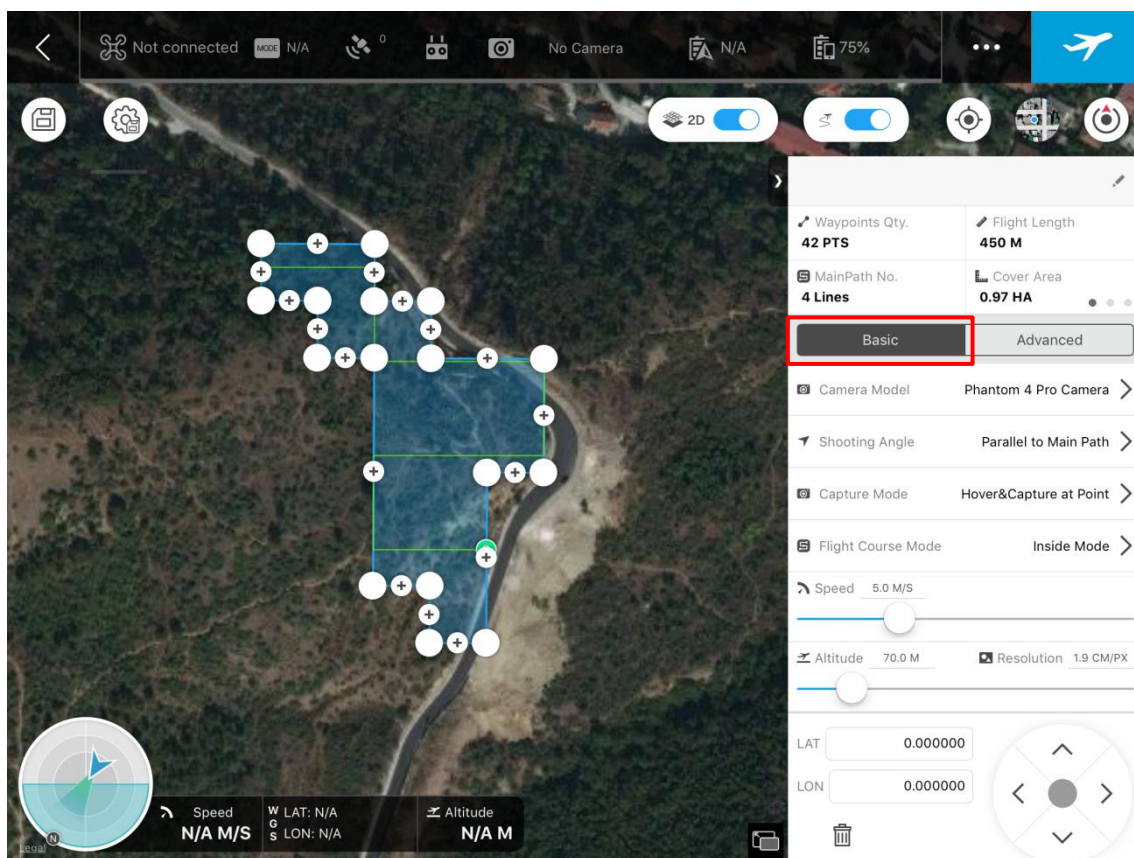 Not connected MODE N/A 0 No Camera N/A 75%
2D
Waypoints Qty. Flight Length
42 PTS 450 M
MainPath No. Cover Area
4 Lines 0.97 HA
Basic Advanced
Camera Model Phantom 4 Pro Camera
Shooting Angle Parallel to Main Path
Capture Mode Hover&Capture at Point
Flight Course Mode Inside Mode
Speed 5.0 M/S
Altitude 70.0 M Resolution 1.9 CM/PX
LAT 0.000000
LON 0.000000
Speed WGS LAT: N/A Altitude
N/A M/S LON: N/A N/A M
N
Legal